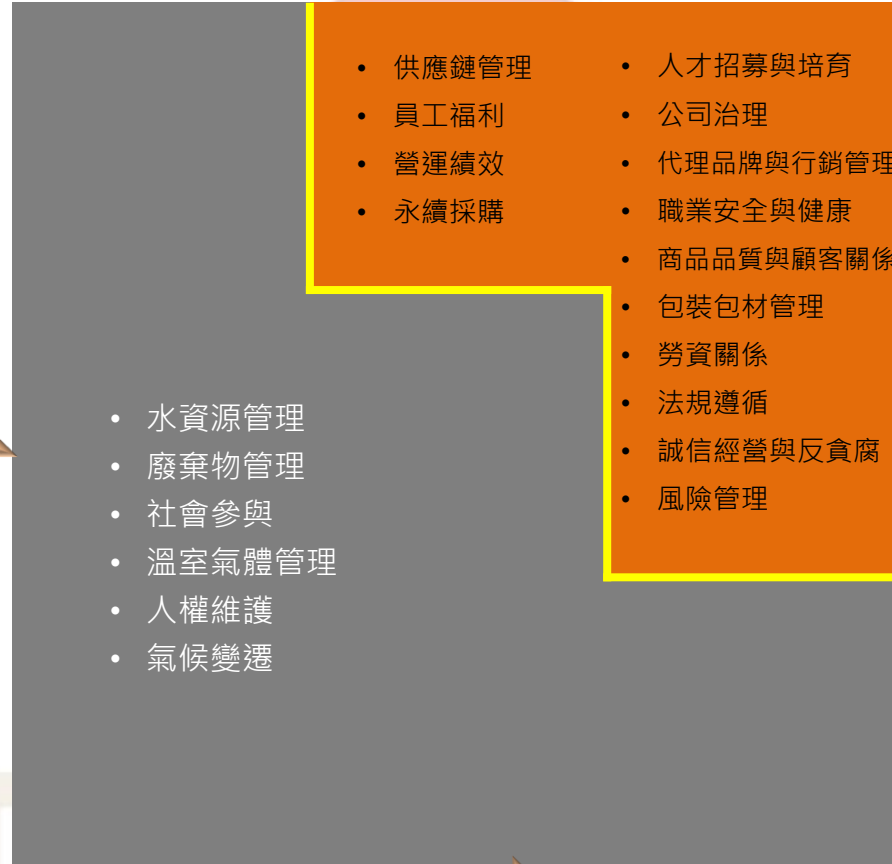 • 供應鏈管理
• 員工福利
• 營運績效
• 永續採購
• 人才招募與培育
• 公司治理
• 代理品牌與行銷管理
• 職業安全與健康
• 商品品質與顧客關係
• 包裝包材管理
• 勞資關係
• 法規遵循
• 誠信經營與反貪腐
• 風險管理
• 水資源管理
• 廢棄物管理
• 社會參與
• 溫室氣體管理
• 人權維護
• 氣候變遷